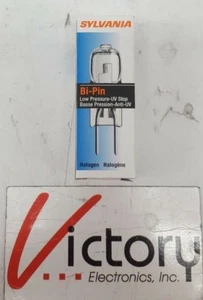 SYLVANIA
Bi-Pin
Low Pressure-UV Stop
Basse Pression-Anti-UV
Halogen Halogène
Victory
Electronics, Inc.